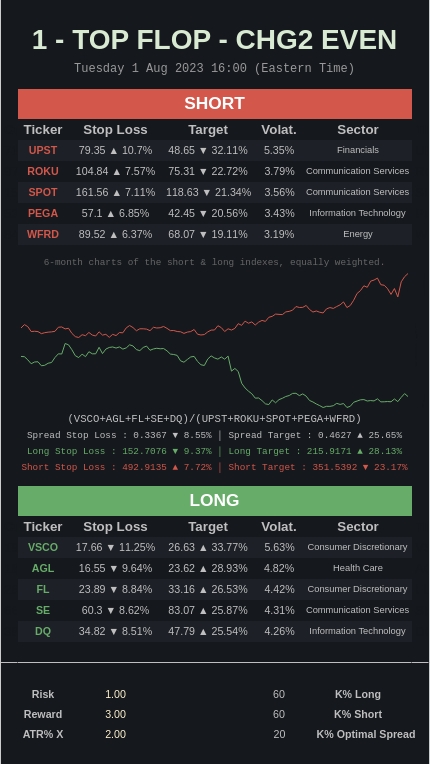 1 - TOP FLOP - CHG2 EVEN
Tuesday 1 Aug 2023 16:00 (Eastern Time)
SHORT
Ticker Stop Loss Target Volat. Sector
UPST 79.35 ▲ 10.7% 48.65 ▼ 32.11% 5.35% Financials
ROKU 104.84 ▲ 7.57% 75.31 ▼ 22.72% 3.79% Communication Services
SPOT 161.56 ▲ 7.11% 118.63 ▼ 21.34% 3.56% Communication Services
PEGA 57.1 ▲ 6.85% 42.45 ▼ 20.56% 3.43% Information Technology
WFRD 89.52 ▲ 6.37% 68.07 ▼ 19.11% 3.19% Energy
6-month charts of the short & long indexes, equally weighted.
(VSCO+AGL+FL+SE+DQ)/(UPST+ROKU+SPOT+PEGA+WFRD)
Spread Stop Loss : 0.3367 ▼ 8.55% | Spread Target : 0.4627 ▲ 25.65%
Long Stop Loss : 152.7076 ▼ 9.37% | Long Target : 215.9171 ▲ 28.13%
Short Stop Loss : 492.9135 ▲ 7.72% | Short Target : 351.5392 ▼ 23.17%
LONG
Ticker Stop Loss Target Volat. Sector
VSCO 17.66 ▼ 11.25% 26.63 ▲ 33.77% 5.63% Consumer Discretionary
AGL 16.55 ▼ 9.64% 23.62 ▲ 28.93% 4.82% Health Care
FL 23.89 ▼ 8.84% 33.16 ▲ 26.53% 4.42% Consumer Discretionary
SE 60.3 ▼ 8.62% 83.07 ▲ 25.87% 4.31% Communication Services
DQ 34.82 ▼ 8.51% 47.79 ▲ 25.54% 4.26% Information Technology
Risk 1.00 60 K% Long
Reward 3.00 60 K% Short
ATR% X 2.00 20 K% Optimal Spread